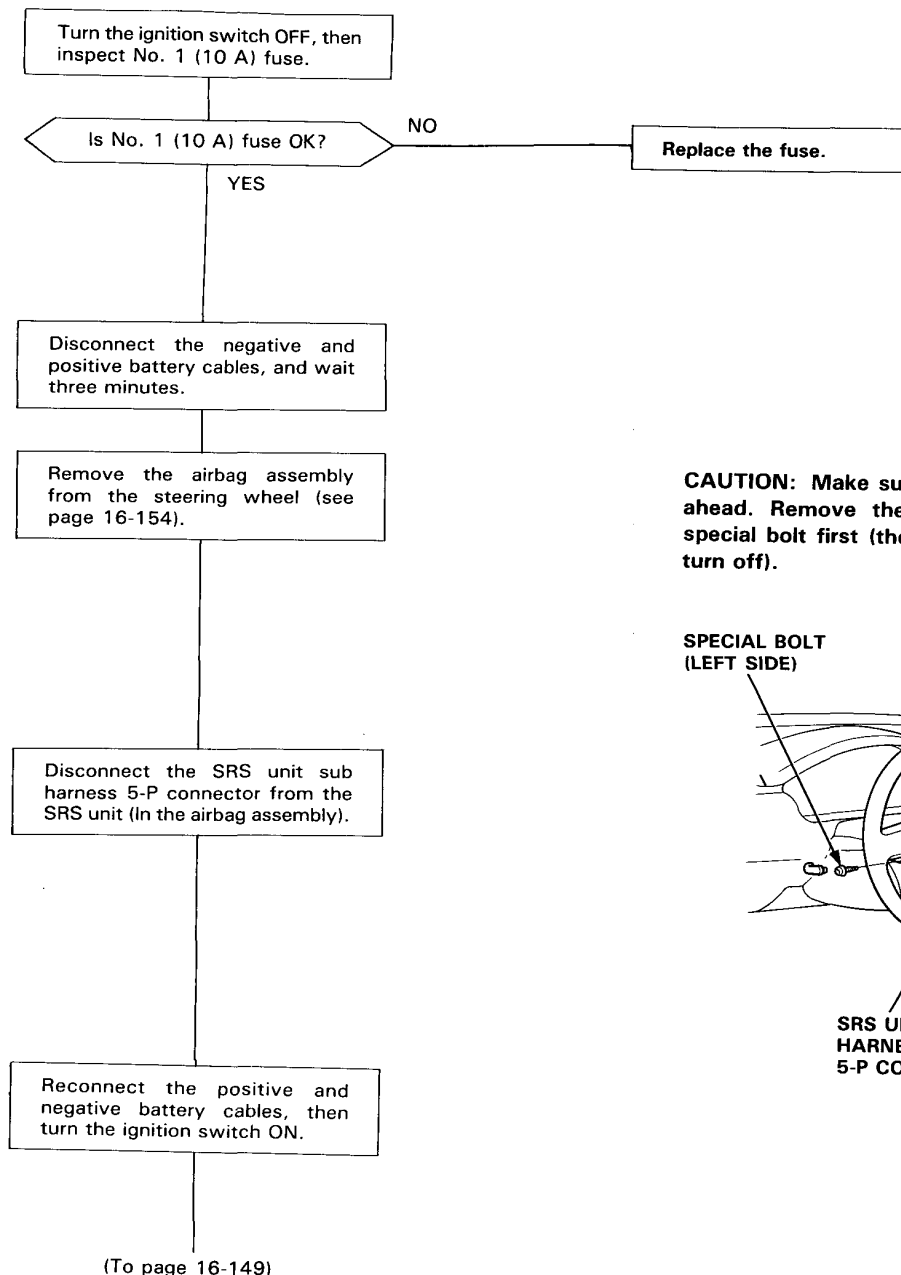 Turn the ignition switch OFF, then
inspect No. 1 (10 A) fuse.
Is No. 1 (10 A) fuse OK?
NO
Replace the fuse.
YES
Disconnect the negative and
positive battery cables, and wait
three minutes.
Remove the airbag assembly
from the steering wheel (see
page 16-154).
CAUTION: Make su
ahead. Remove the
special bolt first (the
turn off).
SPECIAL BOLT
(LEFT SIDE)
Disconnect the SRS unit sub
harness 5-P connector from the
SRS unit (In the airbag assembly).
SRS U
HARNE
5-P CO
Reconnect the positive and
negative battery cables, then
turn the ignition switch ON.
(To page 16-149)